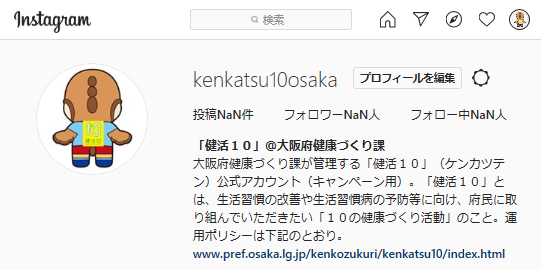 Instagram
検索
kenkatsu10osaka プロフィールを編集
投稿NaN件 フォロワーNaN人 フォロー中NaN人
「健活１０」@大阪府健康づくり課
大阪府健康づくり課が管理する「健活１０」（ケンカツテ
ン）公式アカウント（キャンペーン用）。「健活１０」と
は、生活習慣の改善や生活習慣病の予防等に向け、府民に取
り組んでいただきたい「１０の健康づくり活動」のこと。運
用ポリシーは下記のとおり。
www.pref.osaka.lg.jp/kenkozukuri/kenkatsu10/index.html
10